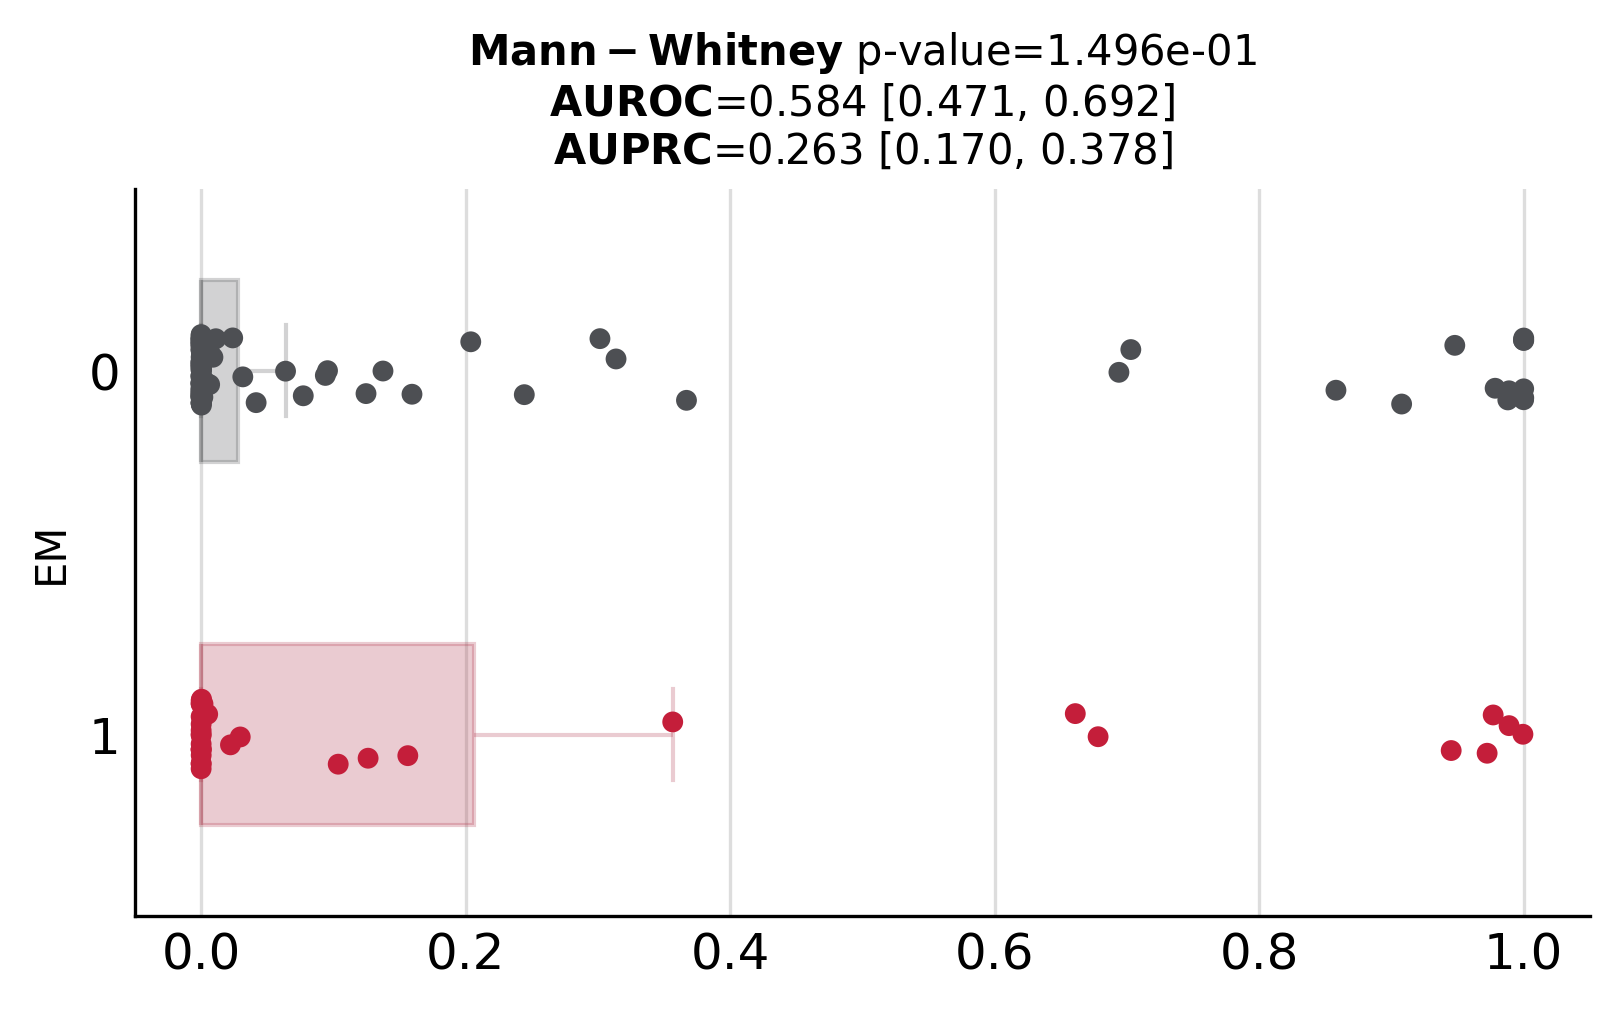 Mann−Whitney p-value=1.496e-01
AUROC=0.584 [0.471, 0.692]
AUPRC=0.263 [0.170, 0.378]
0
EM
1
0.0 0.2 0.4 0.6 0.8 1.0